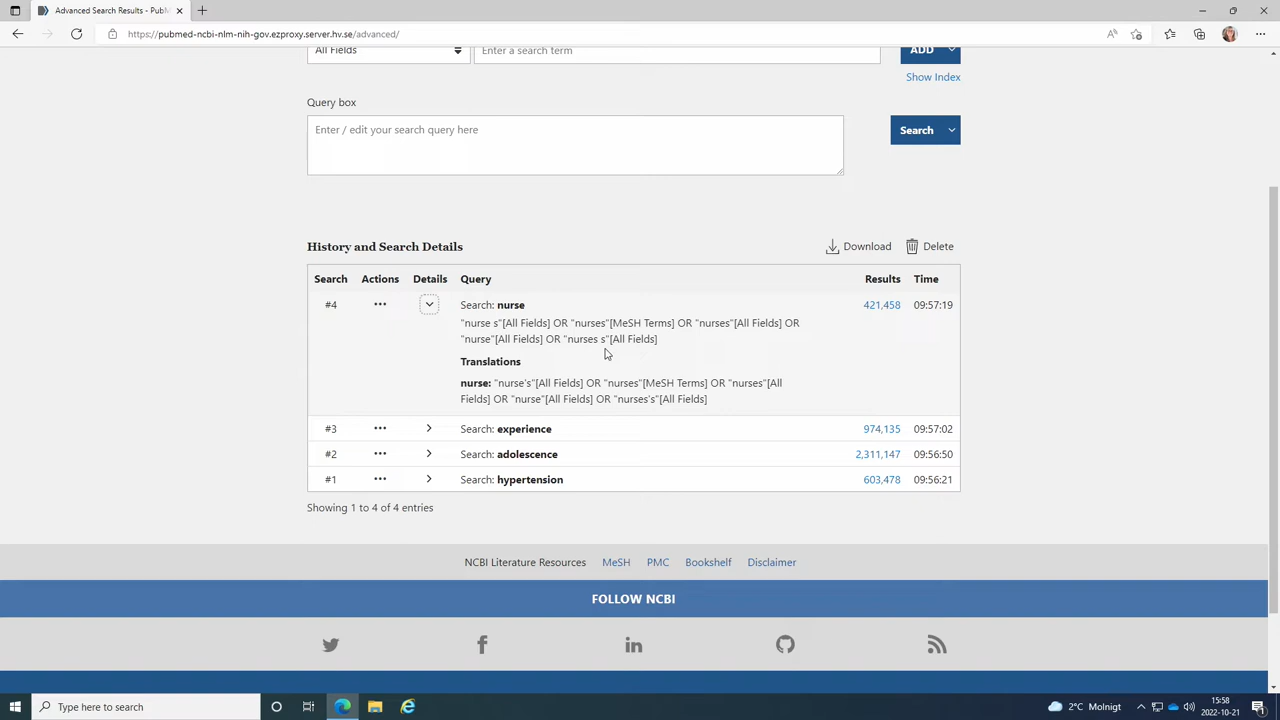 Advanced Search Results - PubM
https://pubmed-ncbi-nlm-nih-gov.ezproxy.server.hv.se/advanced/
All Fields
Enter a search term
ADD
Show Index
Query box
Enter / edit your search query here
Search
History and Search Details
Download
Delete
Search Actions Details Query Results Time
#4 Search: nurse 421,458 09:57:19
"nurse s"[All Fields] OR "nurses"[MeSH Terms] OR "nurses"[All Fields] OR
"nurse"[All Fields] OR "nurses s"[All Fields]
Translations
nurse: "nurse's"[All Fields] OR "nurses"[MeSH Terms] OR "nurses"[All
Fields] OR "nurse"[All Fields] OR "nurses's"[All Fields]
#3 Search: experience 974,135 09:57:02
#2 Search: adolescence 2,311,147 09:56:50
#1 Search: hypertension 603,478 09:56:21
Showing 1 to 4 of 4 entries
NCBI Literature Resources MeSH PMC Bookshelf Disclaimer
FOLLOW NCBI
Type here to search
2°C Molnigt
15:58
2022-10-21